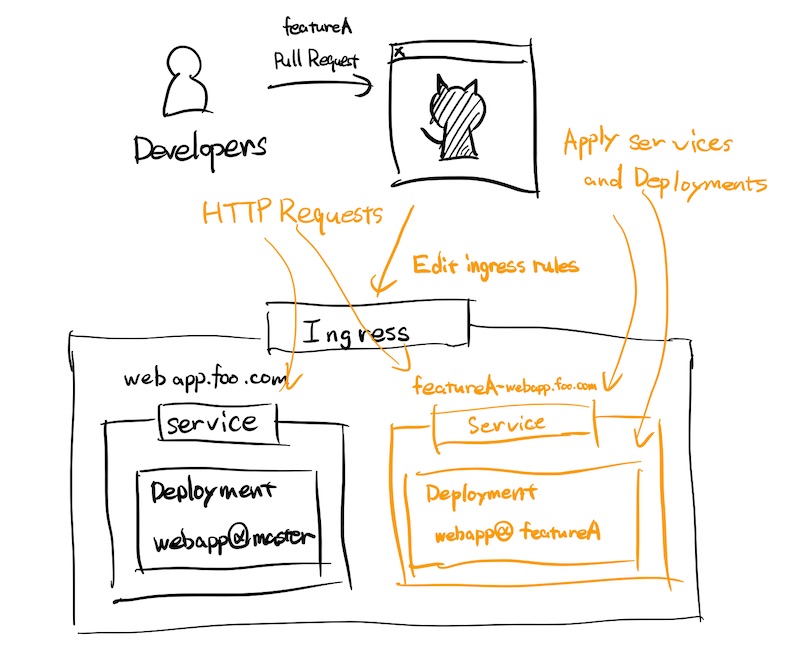 featureA
Pull Request
x
Developers
Apply services
and Deployments
HTTP Requests
Edit ingress rules
Ingress
webapp.foo.com
featureA-webapp.foo.com
service
Service
Deployment
webapp@master
Deployment
webapp@ featureA